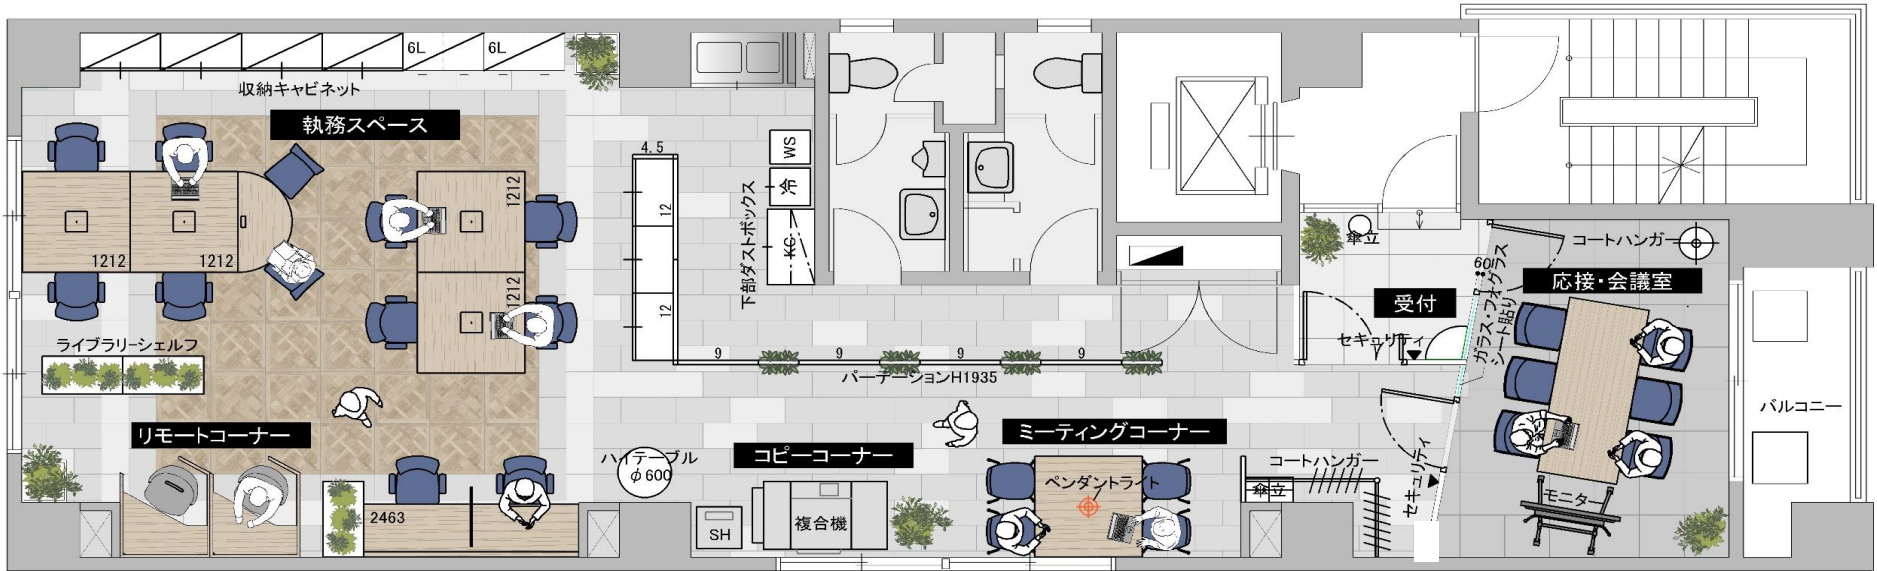 6L
6L
収納キャビネット
執務スペース
1212
1212
1212
1212
ライブラリーシェルフ
リモートコーナー
2463
4.5
12
12
WS
冷
KC
下部ダストボックス
9
9
9
9
パーテーションH1935
ハイテーブル
φ600
コピーコーナー
SH
複合機
ミーティングコーナー
ペンダントライト
コートハンガー
傘立
傘立
受付
セキュリティ
セキュリティ
60
ガラス・フォグラス
シート貼り
コートハンガー
応接・会議室
モニター
バルコニー